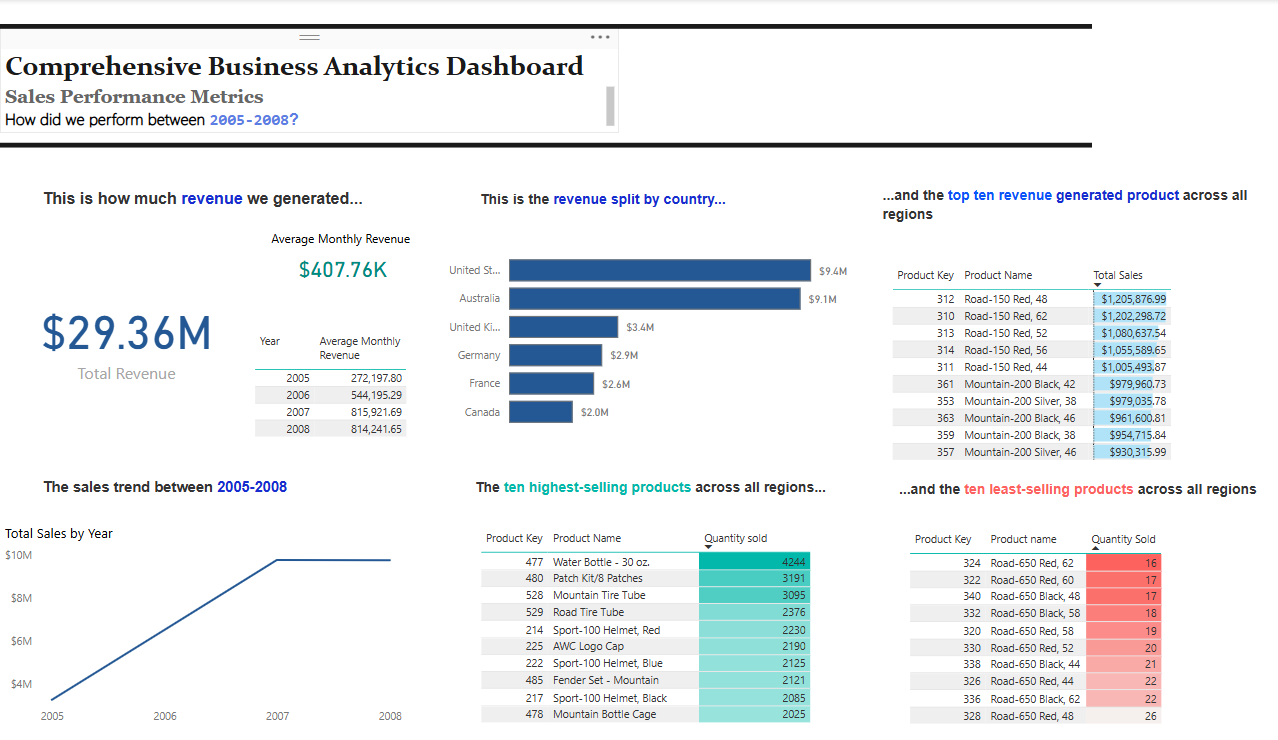 Comprehensive Business Analytics Dashboard
Sales Performance Metrics
How did we perform between 2005-2008?
This is how much revenue we generated...
Average Monthly Revenue
$407.76K
$29.36M
Total Revenue
Year Average Monthly Revenue
2005 272,197.80
2006 544,195.29
2007 815,921.69
2008 814,241.65
This is the revenue split by country...
United St... $9.4M
Australia $9.1M
United Ki... $3.4M
Germany $2.9M
France $2.6M
Canada $2.0M
...and the top ten revenue generated product across all
regions
Product Key Product Name Total Sales
312 Road-150 Red, 48 $1,205,876.99
310 Road-150 Red, 62 $1,202,298.72
313 Road-150 Red, 52 $1,080,637.54
314 Road-150 Red, 56 $1,055,589.65
311 Road-150 Red, 44 $1,005,493.87
361 Mountain-200 Black, 42 $979,960.73
353 Mountain-200 Silver, 38 $979,035.78
363 Mountain-200 Black, 46 $961,600.81
359 Mountain-200 Black, 38 $954,715.84
357 Mountain-200 Silver, 46 $930,315.99
The sales trend between 2005-2008
Total Sales by Year
$10M
$8M
$6M
$4M
2005 2006 2007 2008
The ten highest-selling products across all regions...
Product Key Product Name Quantity sold
477 Water Bottle - 30 oz. 4244
480 Patch Kit/8 Patches 3191
528 Mountain Tire Tube 3095
529 Road Tire Tube 2376
214 Sport-100 Helmet, Red 2230
225 AWC Logo Cap 2190
222 Sport-100 Helmet, Blue 2125
485 Fender Set - Mountain 2121
217 Sport-100 Helmet, Black 2085
478 Mountain Bottle Cage 2025
...and the ten least-selling products across all regions
Product Key Product name Quantity Sold
324 Road-650 Red, 62 16
322 Road-650 Red, 60 17
340 Road-650 Black, 48 17
332 Road-650 Black, 58 18
320 Road-650 Red, 58 19
330 Road-650 Red, 52 20
338 Road-650 Black, 44 21
326 Road-650 Red, 44 22
336 Road-650 Black, 62 22
328 Road-650 Red, 48 26